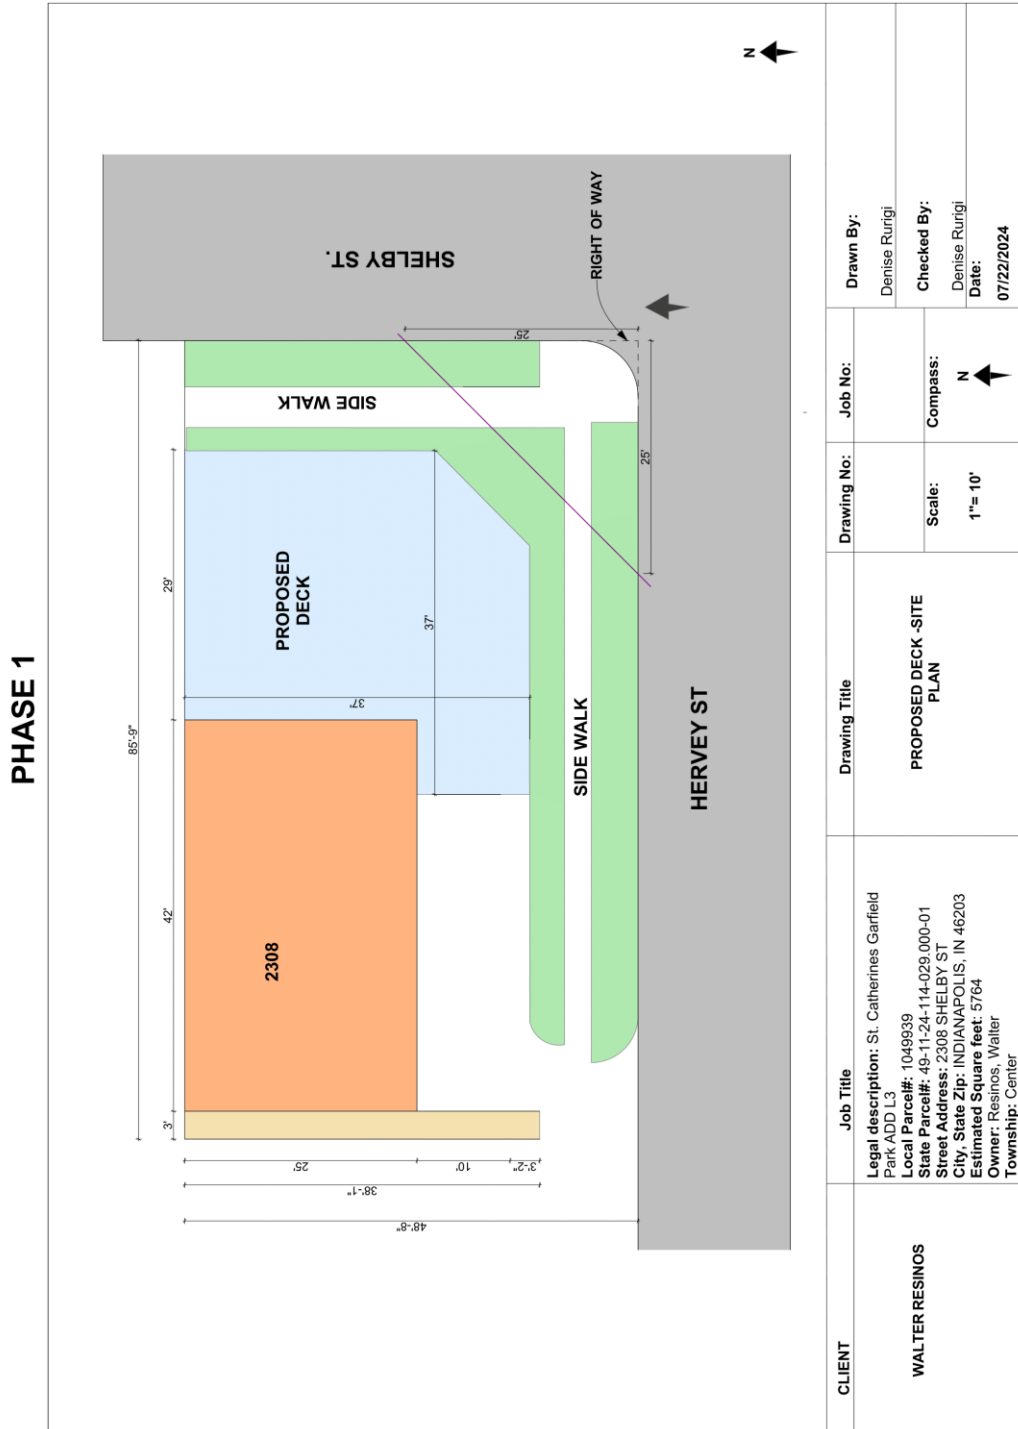 PHASE 1
N
SHELBY ST.
RIGHT OF WAY
25'
25'
SIDE WALK
PROPOSED
DECK
29'
37'
37'
85'-9"
SIDE WALK
HERVEY ST
2308
42'
3'
25'
10'
3'-2"
38'-1"
48'-8"
CLIENT
WALTER RESINOS
Job Title
Legal description: St. Catherines Garfield
Park ADD L3
Local Parcel#: 1049939
State Parcel#: 49-11-24-114-029.000-01
Street Address: 2308 SHELBY ST
City, State Zip: INDIANAPOLIS, IN 46203
Estimated Square feet: 5764
Owner: Resinos, Walter
Township: Center
Drawing Title
PROPOSED DECK -SITE
PLAN
Drawing No:
Scale:
1"= 10'
Job No:
Compass:
N
Drawn By:
Denise Rurigi
Checked By:
Denise Rurigi
Date:
07/22/2024